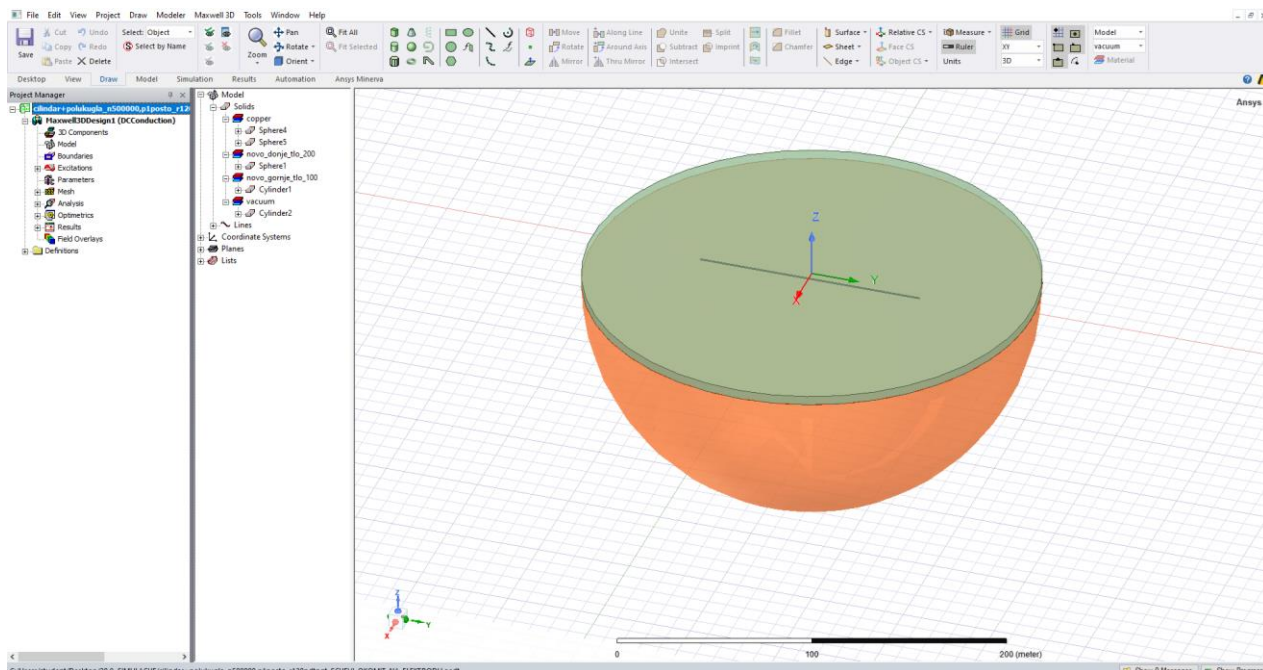 File Edit View Project Draw Modeler Maxwell 3D Tools Window Help
Save
Cut Undo
Copy Redo
Paste Delete
Select: Object
Select by Name
Zoom
Pan
Rotate
Orient
Fit All
Fit Selected
Move Along Line
Rotate Around Axis
Mirror Thru Mirror
Unite Split
Subtract Imprint
Intersect
Fillet
Chamfer
Surface
Sheet
Edge
Relative CS
Face CS
Object CS
Measure
Ruler
Units
Grid
XY
3D
Model
vacuum
Material
Desktop View Draw Model Simulation Results Automation Ansys Minerva
Project Manager
Maxwell3DDesign1 (DCConduction)
3D Components
Model
Boundaries
Excitations
Parameters
Mesh
Analysis
Optimetrics
Results
Field Overlays
Definitions
Model
Solids
copper
Sphere4
Sphere5
novo_donje_tlo_200
Sphere1
novo_gornje_tlo_100
Cylinder1
vacuum
Cylinder2
Lines
Coordinate Systems
Planes
Lists
Ansys
Z
Y
X
Z
Y
X
0 100 200 (meter)